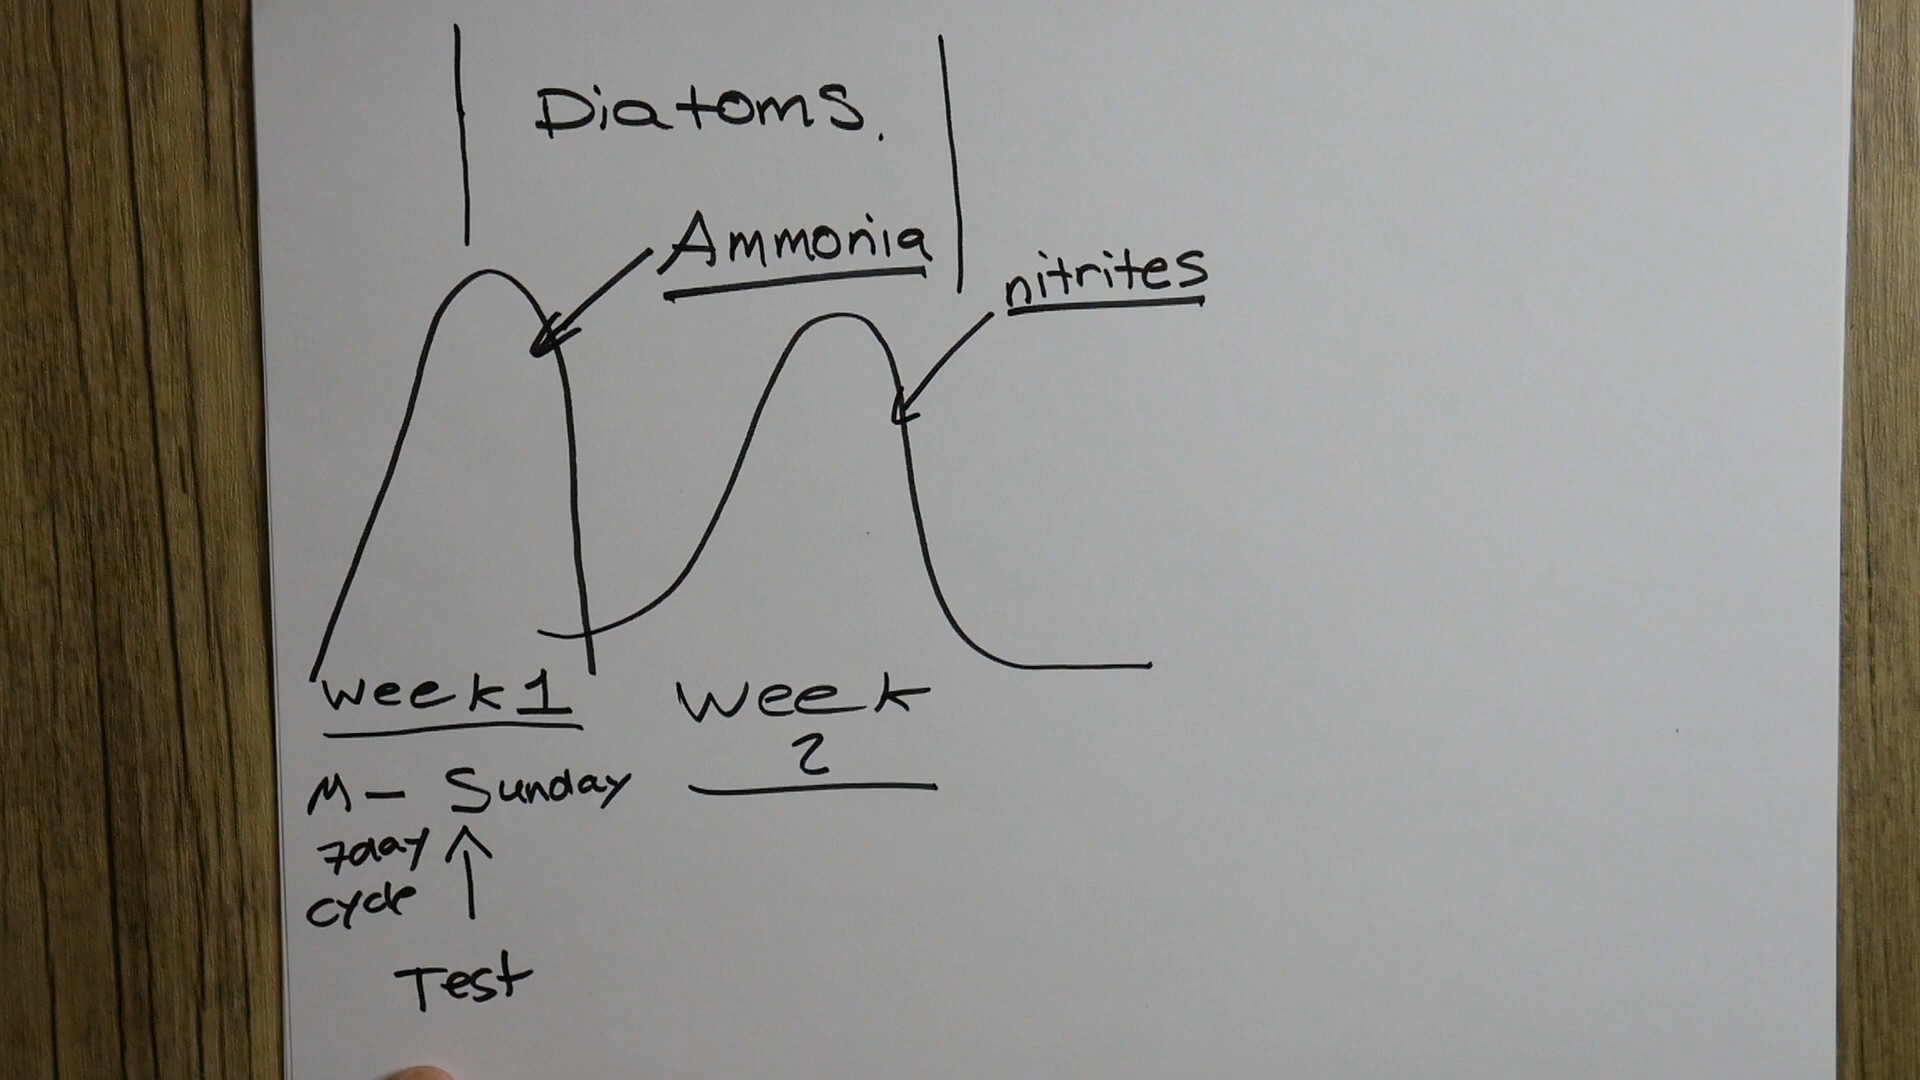 Diatoms.
Ammonia
nitrites
week 1
week
2
M - Sunday
7day
cycle
Test